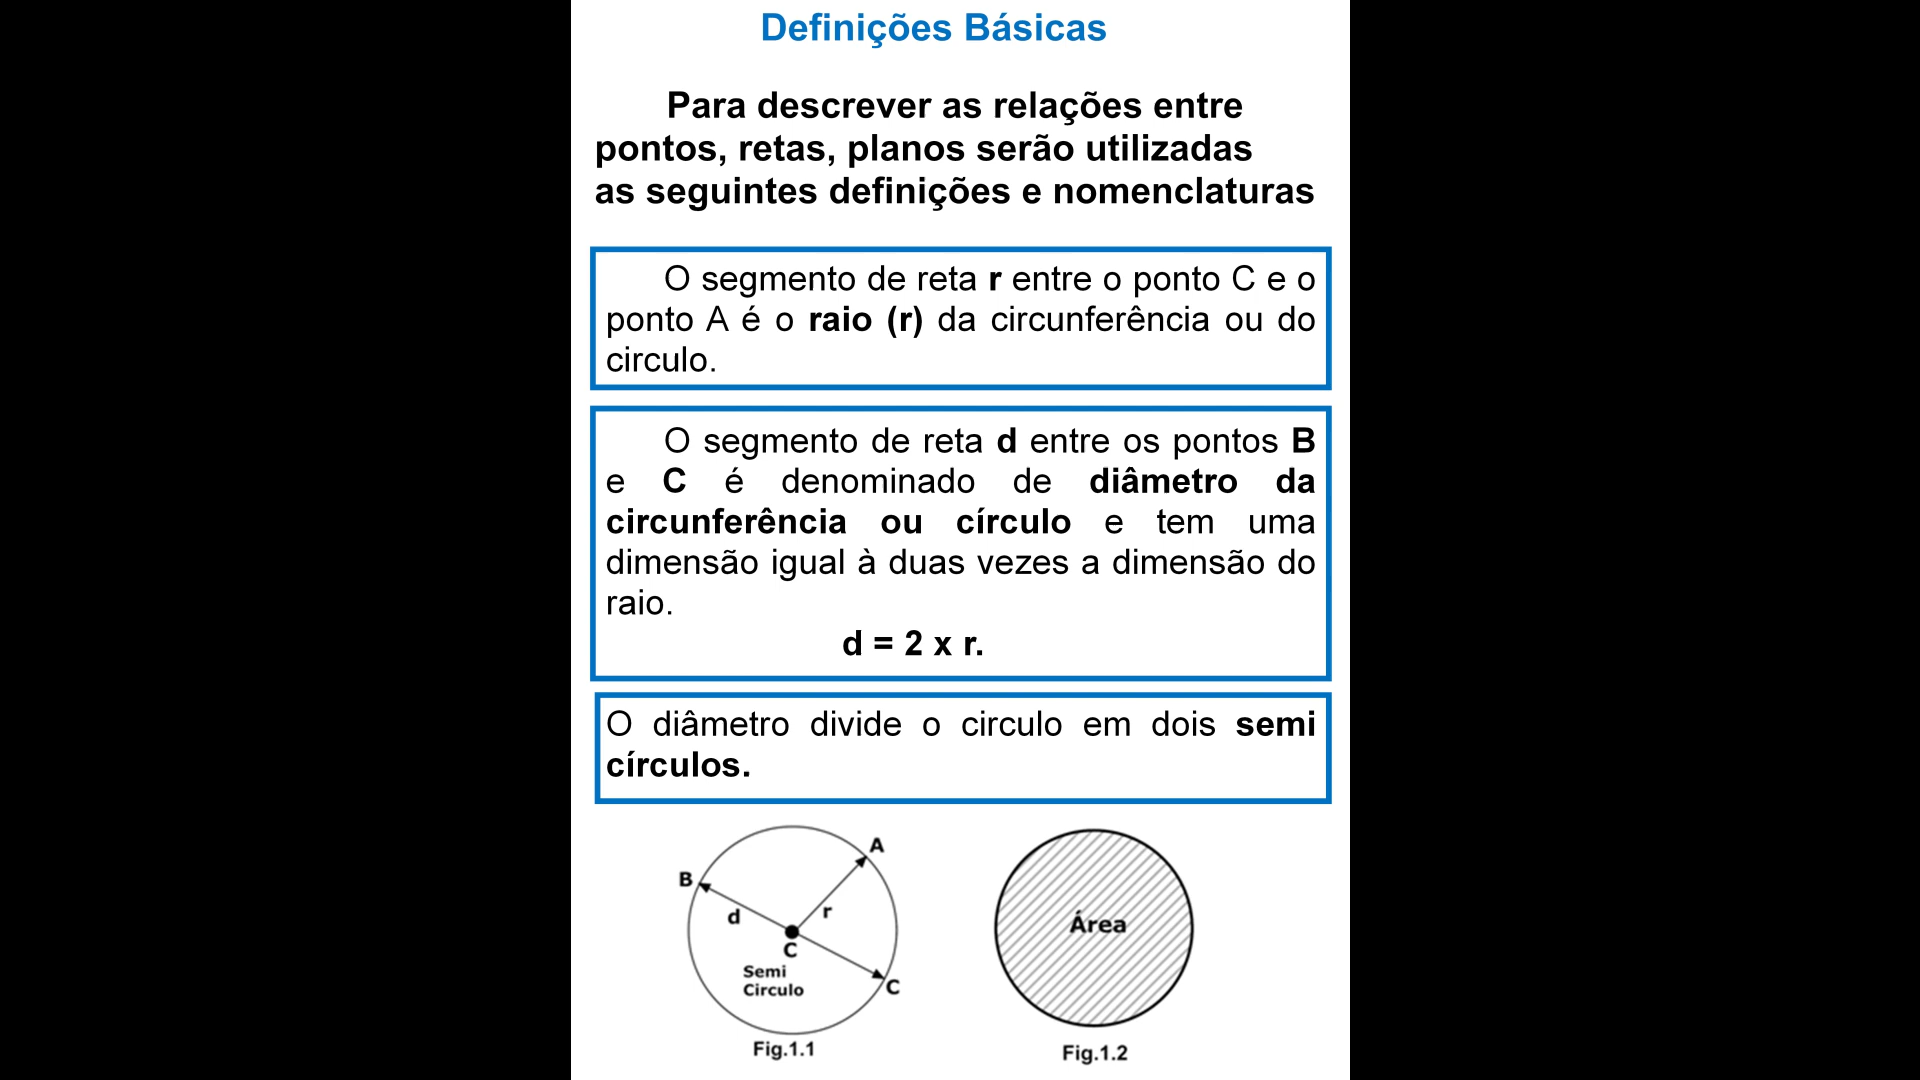 Definições Básicas
Para descrever as relações entre
pontos, retas, planos serão utilizadas
as seguintes definições e nomenclaturas
O segmento de reta r entre o ponto C e o
ponto A é o raio (r) da circunferência ou do
circulo.
O segmento de reta d entre os pontos B
e C é denominado de diâmetro da
circunferência ou círculo e tem uma
dimensão igual à duas vezes a dimensão do
raio.
d = 2 x r.
O diâmetro divide o circulo em dois semi
círculos.
A
B
d
r
C
Semi
Circulo
C
Fig.1.1
Área
Fig.1.2